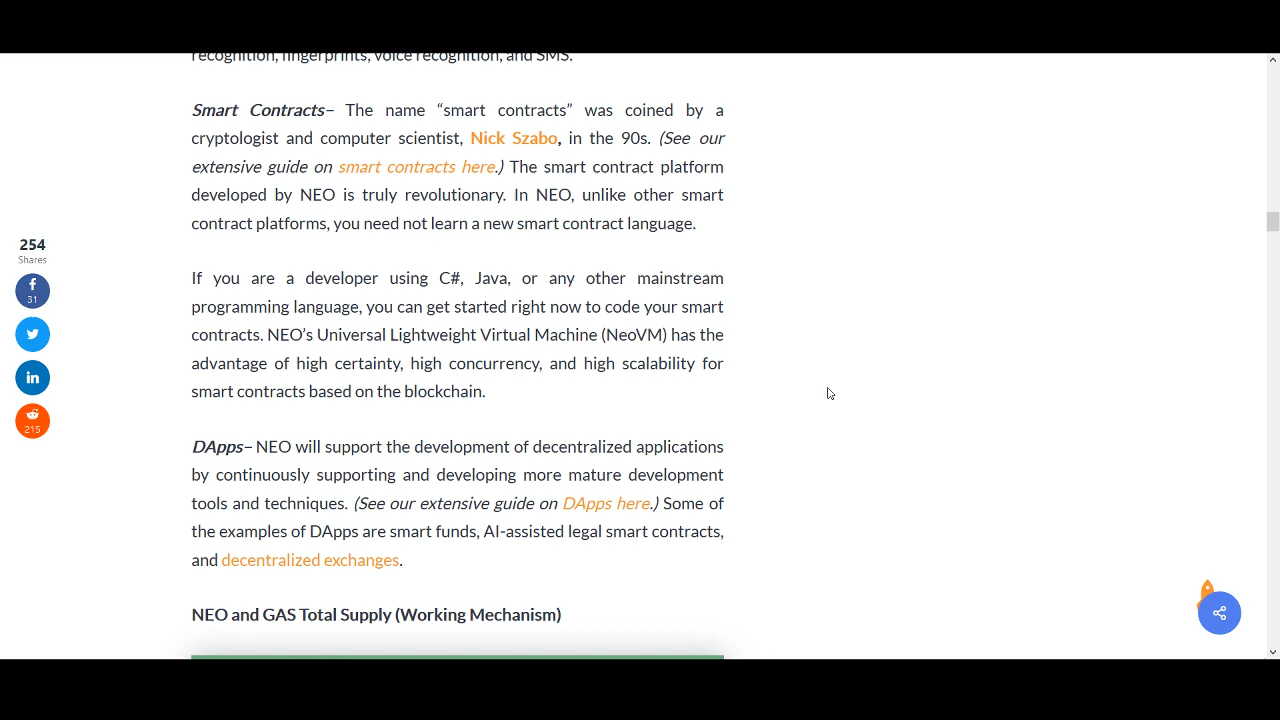 recognition, fingerprints, voice recognition, and SMS.
Smart Contracts– The name “smart contracts” was coined by a
cryptologist and computer scientist, Nick Szabo, in the 90s. (See our
extensive guide on smart contracts here.) The smart contract platform
developed by NEO is truly revolutionary. In NEO, unlike other smart
contract platforms, you need not learn a new smart contract language.
254
Shares
31
If you are a developer using C#, Java, or any other mainstream
programming language, you can get started right now to code your smart
contracts. NEO’s Universal Lightweight Virtual Machine (NeoVM) has the
advantage of high certainty, high concurrency, and high scalability for
smart contracts based on the blockchain.
215
DApps– NEO will support the development of decentralized applications
by continuously supporting and developing more mature development
tools and techniques. (See our extensive guide on DApps here.) Some of
the examples of DApps are smart funds, AI-assisted legal smart contracts,
and decentralized exchanges.
NEO and GAS Total Supply (Working Mechanism)